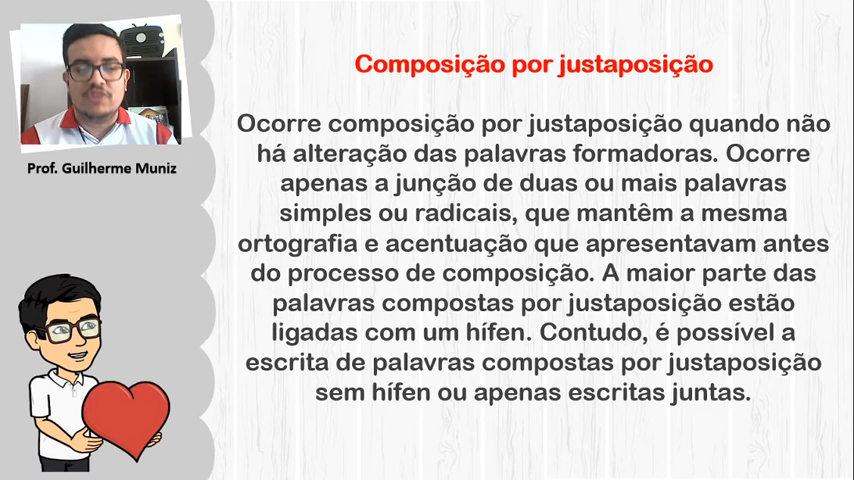 Composição por justaposição
Ocorre composição por justaposição quando não
há alteração das palavras formadoras. Ocorre
apenas a junção de duas ou mais palavras
simples ou radicais, que mantêm a mesma
ortografia e acentuação que apresentavam antes
do processo de composição. A maior parte das
palavras compostas por justaposição estão
ligadas com um hífen. Contudo, é possível a
escrita de palavras compostas por justaposição
sem hífen ou apenas escritas juntas.
Prof. Guilherme Muniz